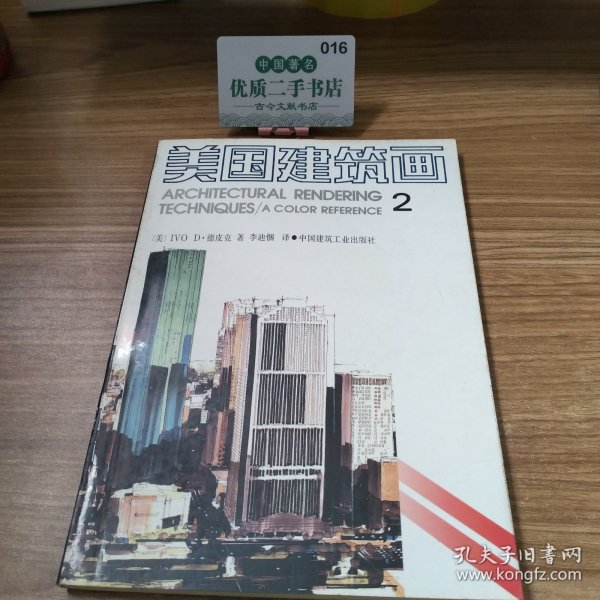 016
中国著名
优质二手书店
古今文献书店
美国建筑画
ARCHITECTURAL RENDERING
TECHNIQUES/A COLOR REFERENCE 2
〔美〕IVO D·德皮克 著 李迪悃 译●中国建筑工业出版社
孔夫子旧书网
www.kongfz.com